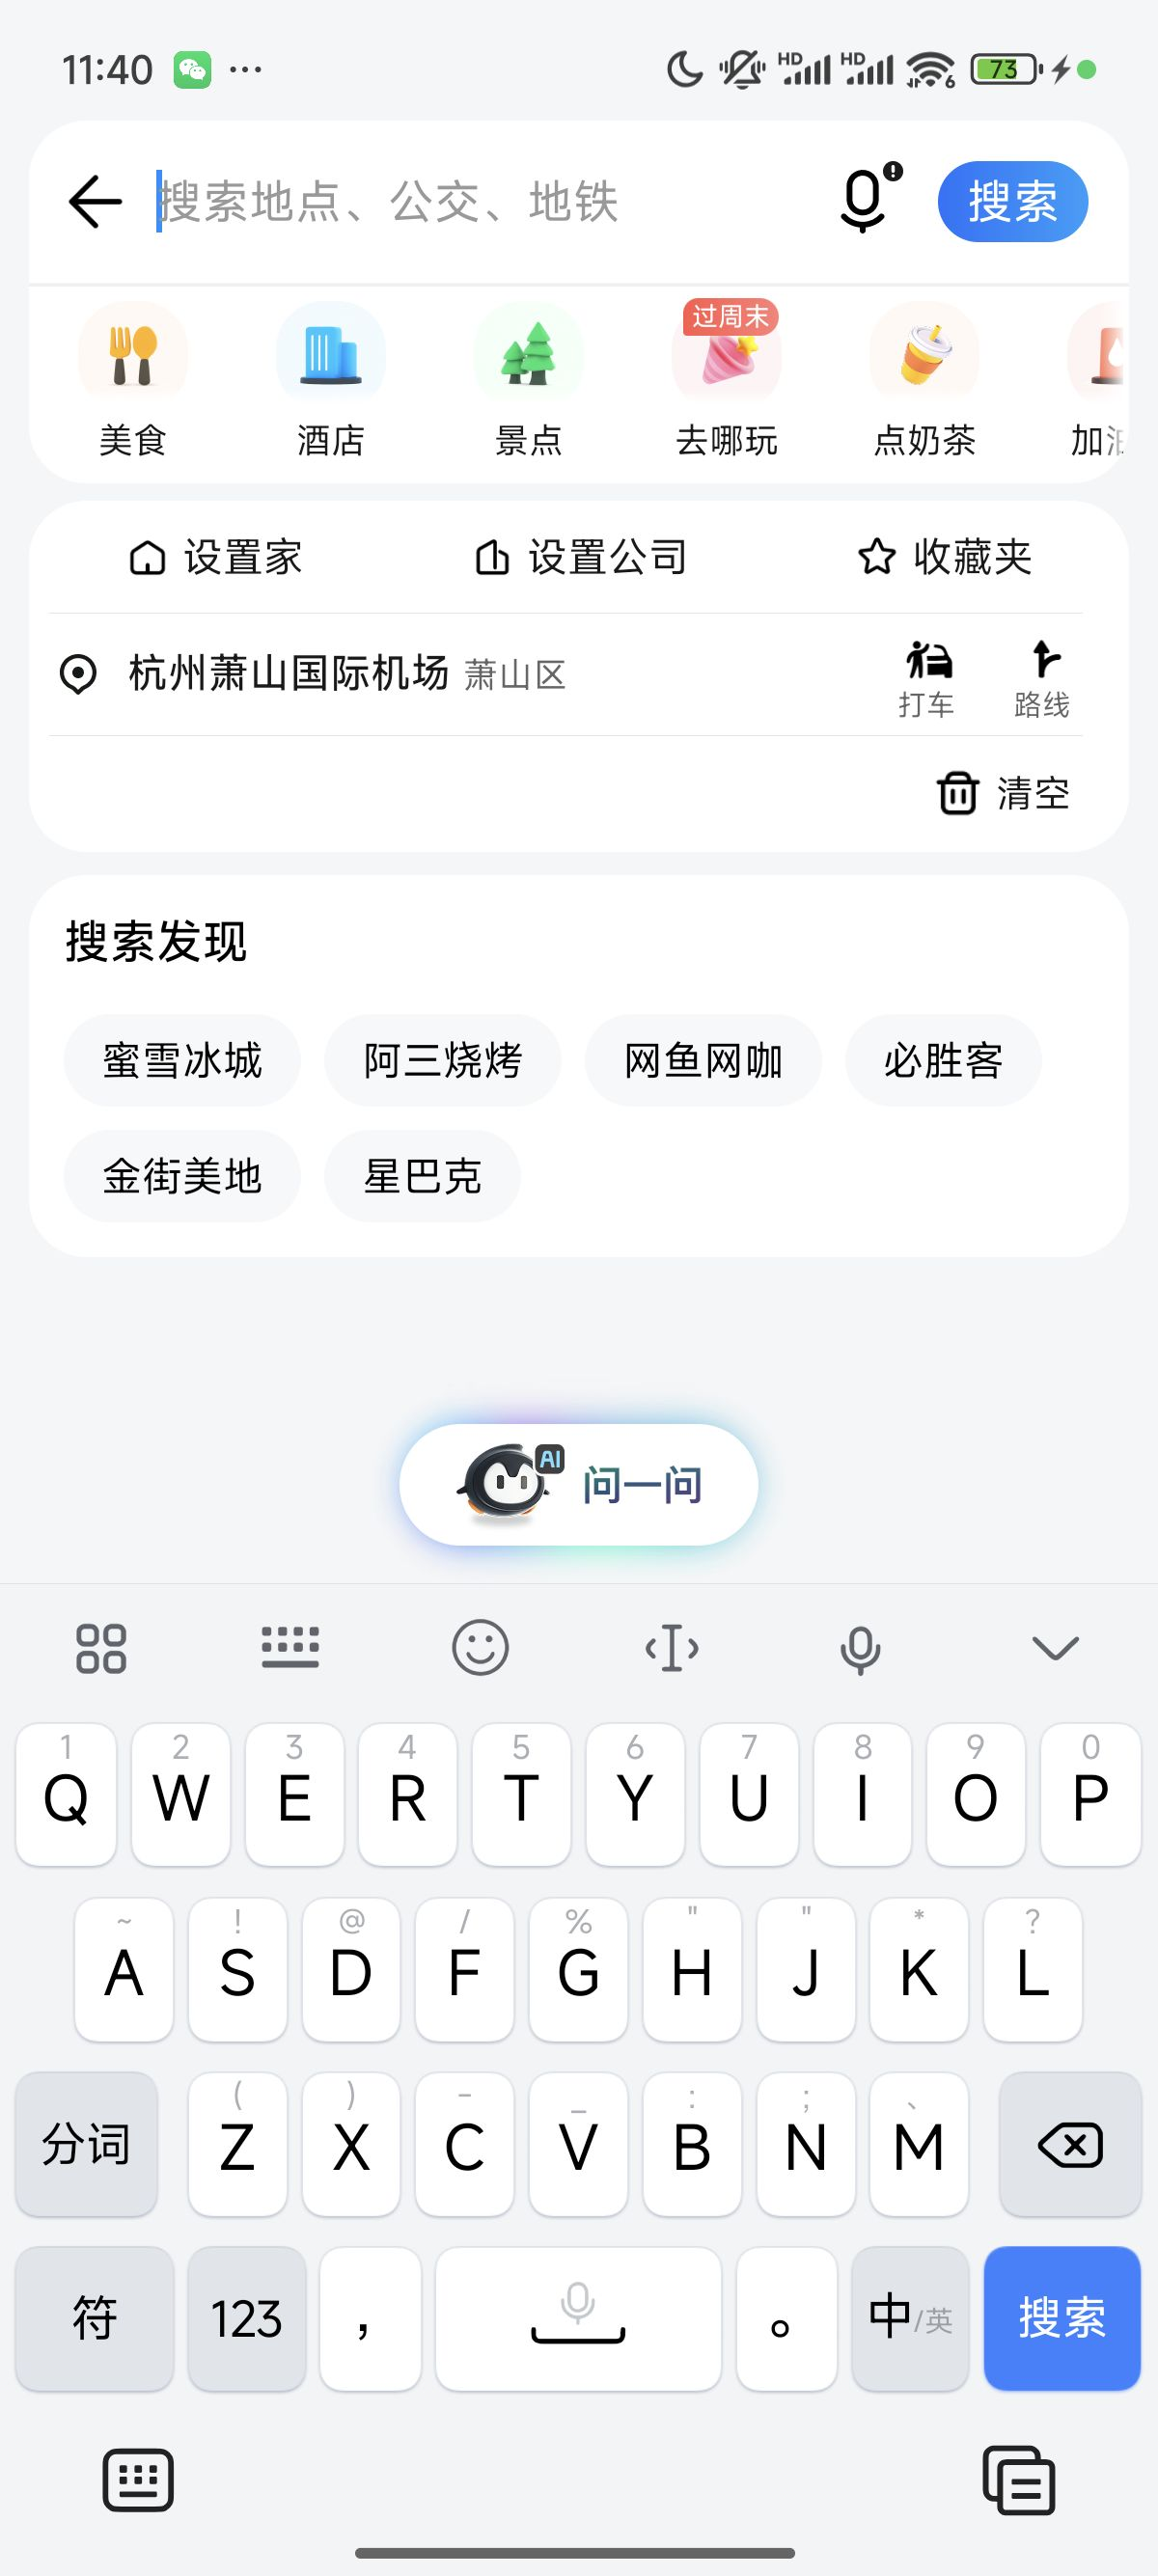 11:40 ··· HD HD 6 73
搜索地点、公交、地铁 搜索
过周末
美食 酒店 景点 去哪玩 点奶茶
设置家 设置公司 收藏夹
杭州萧山国际机场 萧山区 打车 路线
清空
搜索发现
蜜雪冰城 阿三烧烤 网鱼网咖 必胜客
金街美地 星巴克
AI 问一问
1 2 3 4 5 6 7 8 9 0
Q W E R T Y U I O P
~ ! @ / % " " * ?
A S D F G H J K L
( ) - _ : ; 、
分词 Z X C V B N M
符 123 , 。 中/英 搜索